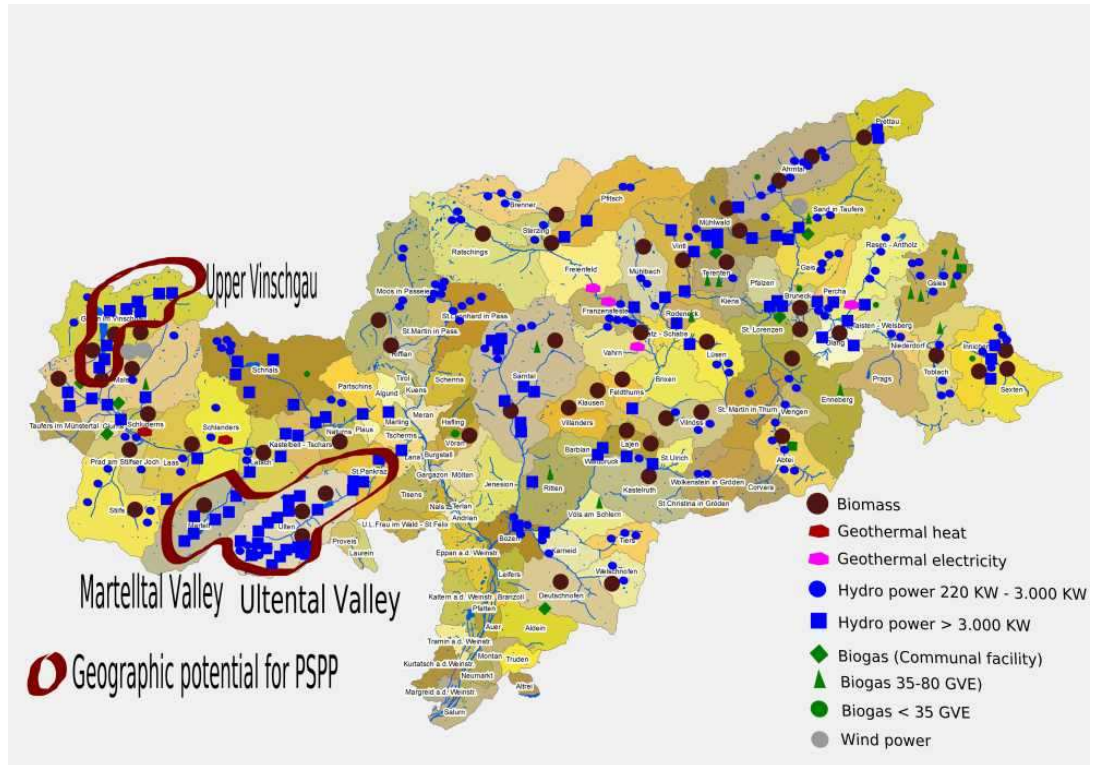 Prettau
Ahrntal
Brenner
Pfitsch
Sand in Taufers
Mühlwald
Sterzing
Ratschings
Vintl
Rasen - Antholz
Freienfeld
Mühlbach
Terenten
Gais
Upper Vinschgau
Pfalzen
Gsies
Moos in Passeier
Percha
Kiens
Bruneck
Franzensfeste
Rodeneck
St.Leonhard in Pass.
St. Lorenzen
St.Martin in Pass.
Olang
Niederdorf
Innichen
Vahrn
Riffian
Lüsen
Toblach
Schnals
Sarntal
Tirol
Schenna
Brixen
Prags
Sexten
Partschins
Kuens
Feldthurns
Algund
Enneberg
Meran
Klausen
St. Martin in Thurn
Wengen
Marling
Hafling
Villanders
Vilnöss
Taufers im Münstertal
Glurns
Schluderns
Schlanders
Naturns
Plaus
Tscherms
Vöran
Kastelbell - Tschars
Lajen
Lana
Burgstall
Barbian
Waidbruck
St.Ulrich
Abtei
Prad am Stilfser Joch
Laas
Latsch
St.Pankraz
Gargazon
Mölten
Wolkenstein in Gröden
Jenesien
Ritten
Kastelruth
Corvara
Tisens
St.Christina in Gröden
Biomass
Stilfs
Martell
Ulten
Nals
Terlan
Andrian
Völs am Schlern
U.L.Frau im Wald - St.Felix
Geothermal heat
Proveis
Bozen
Tiers
Laurein
Eppan a.d. Weinstr.
Karneid
Geothermal electricity
Welschnofen
Leifers
Martelltal Valley
Ultental Valley
Hydro power 220 KW - 3.000 KW
Kaltern a.d. Weinstr.
Branzoll
Deutschnofen
Pfatten
Auer
Aldein
Hydro power > 3.000 KW
Tramin a.d. Weinstr.
Montan
Biogas (Communal facility)
Kurtatsch a.d.Weinstr.
Truden
Geographic potential for PSPP
Neumarkt
Biogas 35-80 GVE)
Margreid a.d. Weinstr.
Altrei
Salurn
Biogas < 35 GVE
Wind power